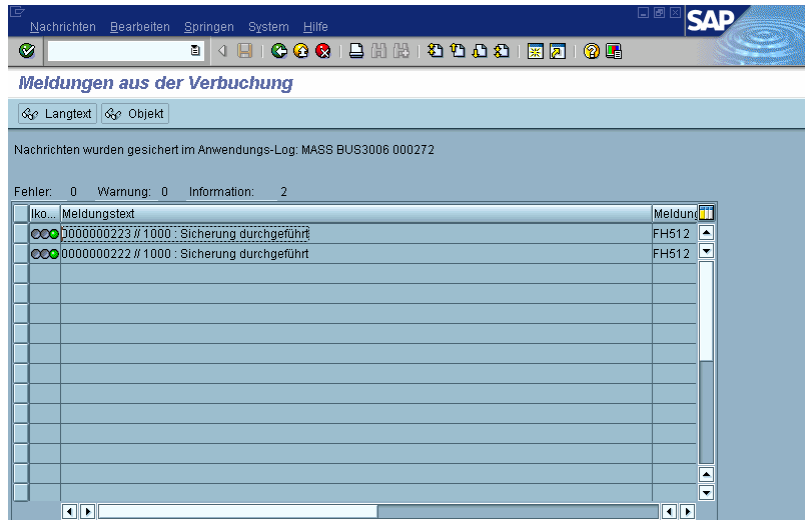 Nachrichten Bearbeiten Springen System Hilfe
SAP
Meldungen aus der Verbuchung
Langtext Objekt
Nachrichten wurden gesichert im Anwendungs-Log: MASS BUS3006 000272
Fehler: 0 Warnung: 0 Information: 2
Iko... Meldungstext Meldung
0000000223 // 1000 : Sicherung durchgeführt FH512
0000000222 // 1000 : Sicherung durchgeführt FH512